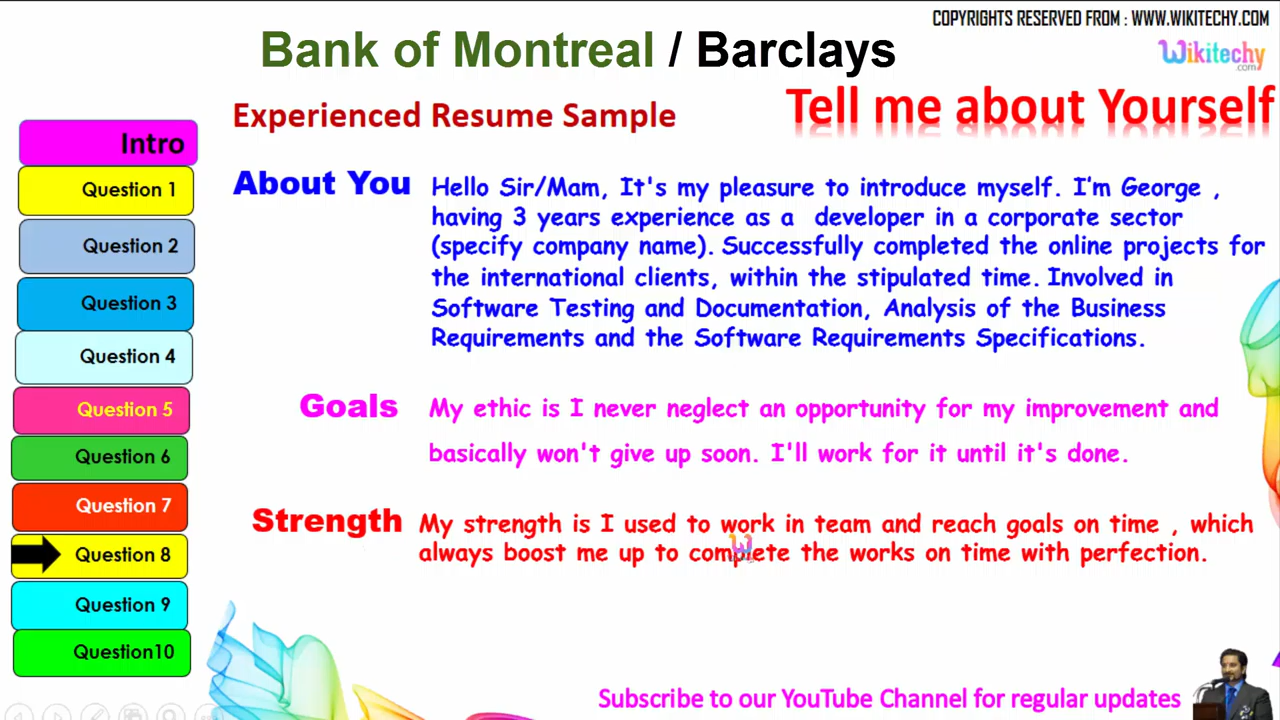 COPYRIGHTS RESERVED FROM : WWW.WIKITECHY.COM
Bank of Montreal / Barclays
Wikitechy
.com
Experienced Resume Sample
Tell me about Yourself
Intro
Question 1
Question 2
Question 3
Question 4
Question 5
Question 6
Question 7
Question 8
Question 9
Question10
About You
Hello Sir/Mam, It's my pleasure to introduce myself. I’m George ,
having 3 years experience as a developer in a corporate sector
(specify company name). Successfully completed the online projects for
the international clients, within the stipulated time. Involved in
Software Testing and Documentation, Analysis of the Business
Requirements and the Software Requirements Specifications.
Goals
My ethic is I never neglect an opportunity for my improvement and
basically won't give up soon. I'll work for it until it's done.
Strength
My strength is I used to work in team and reach goals on time , which
always boost me up to complete the works on time with perfection.
Subscribe to our YouTube Channel for regular updates